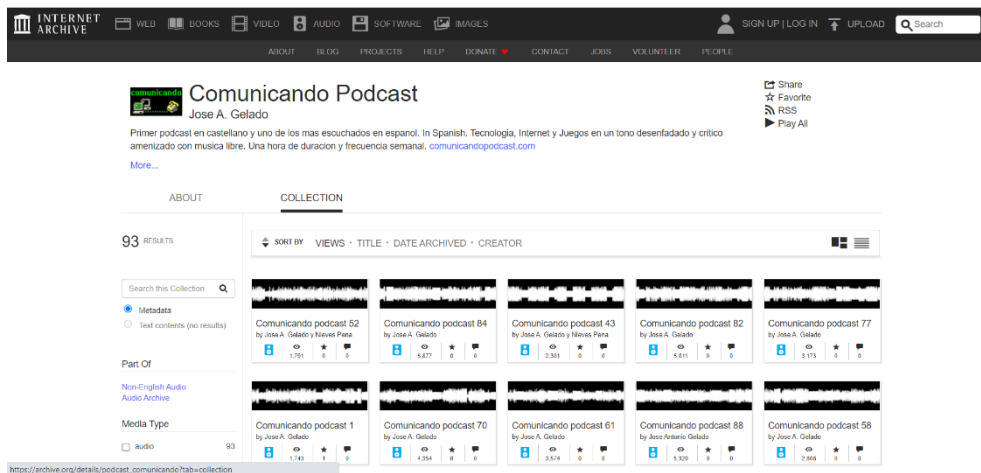 INTERNET ARCHIVE
WEB BOOKS VIDEO AUDIO SOFTWARE IMAGES SIGN UP | LOG IN UPLOAD Search
ABOUT BLOG PROJECTS HELP DONATE CONTACT JOBS VOLUNTEER PEOPLE
comunicando
Comunicando Podcast
Jose A. Gelado
Primer podcast en castellano y uno de los mas escuchados en espanol. In Spanish. Tecnologia, Internet y Juegos en un tono desenfadado y critico
amenizado con musica libre. Una hora de duracion y frecuencia semanal. comunicandopodcast.com
More...
Share
Favorite
RSS
Play All
ABOUT COLLECTION
93 RESULTS
SORT BY VIEWS · TITLE · DATE ARCHIVED · CREATOR
Search this Collection
Metadata
Text contents (no results)
Part Of
Non-English Audio
Audio Archive
Media Type
audio 93
Comunicando podcast 52 Comunicando podcast 84 Comunicando podcast 43 Comunicando podcast 82 Comunicando podcast 77
by Jose A. Gelado y Nieves Pena by Jose A. Gelado by Jose A. Gelado y Nieves Pena by Jose A. Gelado by Jose A. Gelado
0 0 5,877 0 0 0 0 0 0 3,173 0 0
Comunicando podcast 1 Comunicando podcast 70 Comunicando podcast 61 Comunicando podcast 88 Comunicando podcast 58
by Jose A. Gelado by Jose A. Gelado by Jose A. Gelado by Jose Antonio Gelado by Jose A. Gelado
1,743 0 0 4,354 0 0 3,574 0 0 5,329 0 0 0 0
https://archive.org/details/podcast_comunicando?tab=collection